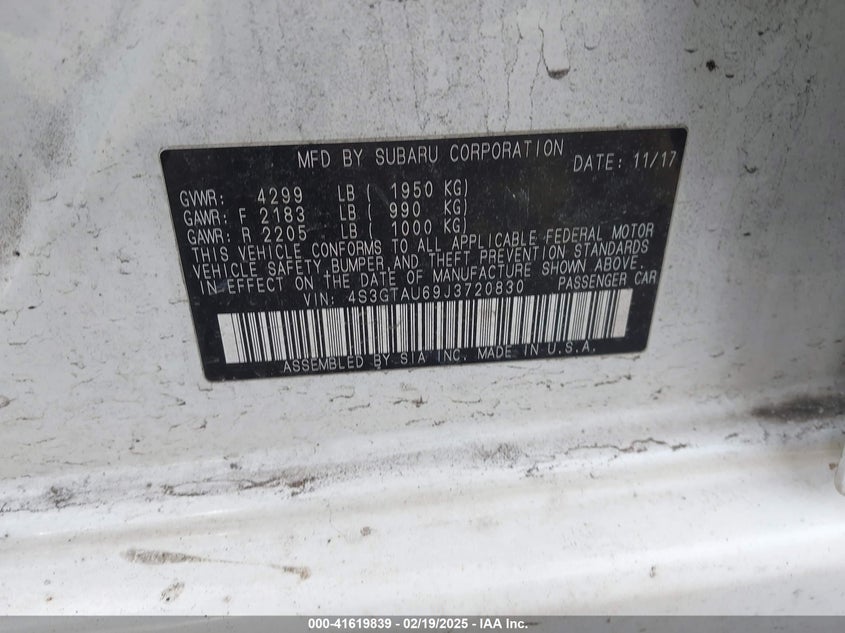 MFD BY SUBARU CORPORATION DATE: 11/17
GVWR: 4299 LB ( 1950 KG)
GAWR: F 2183 LB ( 990 KG)
GAWR: R 2205 LB ( 1000 KG)
THIS VEHICLE CONFORMS TO ALL APPLICABLE FEDERAL MOTOR
VEHICLE SAFETY,BUMPER,AND THEFT PREVENTION STANDARDS
IN EFFECT ON THE DATE OF MANUFACTURE SHOWN ABOVE.
VIN: 4S3GTAU69J3720830 PASSENGER CAR
ASSEMBLED BY SIA INC. MADE IN U.S.A.
000-41619839 - 02/19/2025 - IAA Inc.